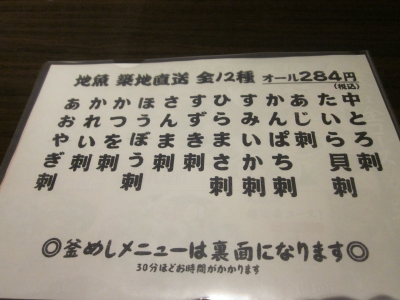 地魚 築地直送 全12種 オール284円
(税込)
中とろ刺
たいら貝刺
あじ刺
かんぱち刺
すみいか刺
ひらまさ刺
すずき刺
さんま刺
ほうぼう刺
かつを刺
かれい刺
あおやぎ刺
◎釜めしメニューは裏面になります◎
30分ほどお時間がかかります